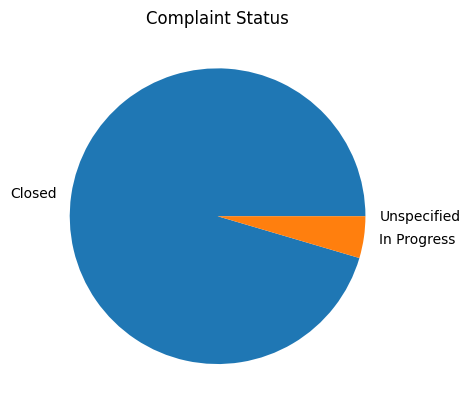 Complaint Status
Closed
Unspecified
In Progress